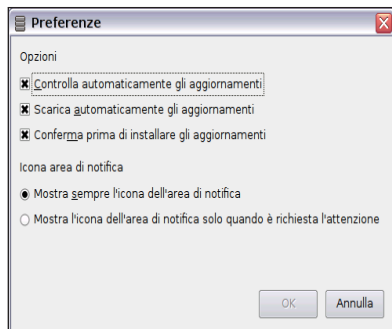 Preferenze
Opzioni
Controlla automaticamente gli aggiornamenti
Scarica automaticamente gli aggiornamenti
Conferma prima di installare gli aggiornamenti
Icona area di notifica
Mostra sempre l'icona dell'area di notifica
Mostra l'icona dell'area di notifica solo quando è richiesta l'attenzione
OK
Annulla